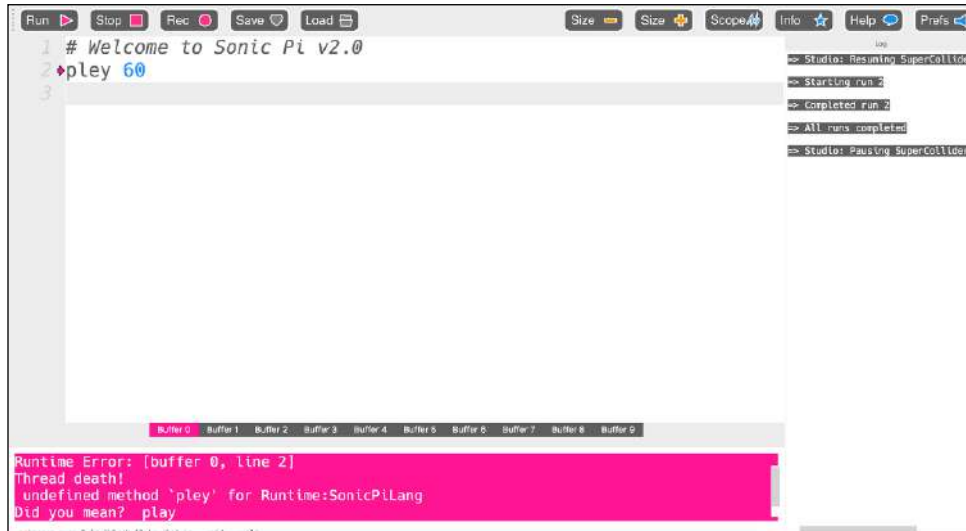 Run Stop Rec Save Load Size Size Scope Info Help Prefs
1 # Welcome to Sonic Pi v2.0
2 pley 60
3
Log
=> Studio: Resuming SuperCollide
=> Starting run 2
=> Completed run 2
=> All runs completed
=> Studio: Pausing SuperCollider
Buffer 0 Buffer 1 Buffer 2 Buffer 3 Buffer 4 Buffer 5 Buffer 6 Buffer 7 Buffer 8 Buffer 9
Runtime Error: [buffer 0, line 2]
Thread death!
undefined method `pley' for Runtime:SonicPiLang
Did you mean? play